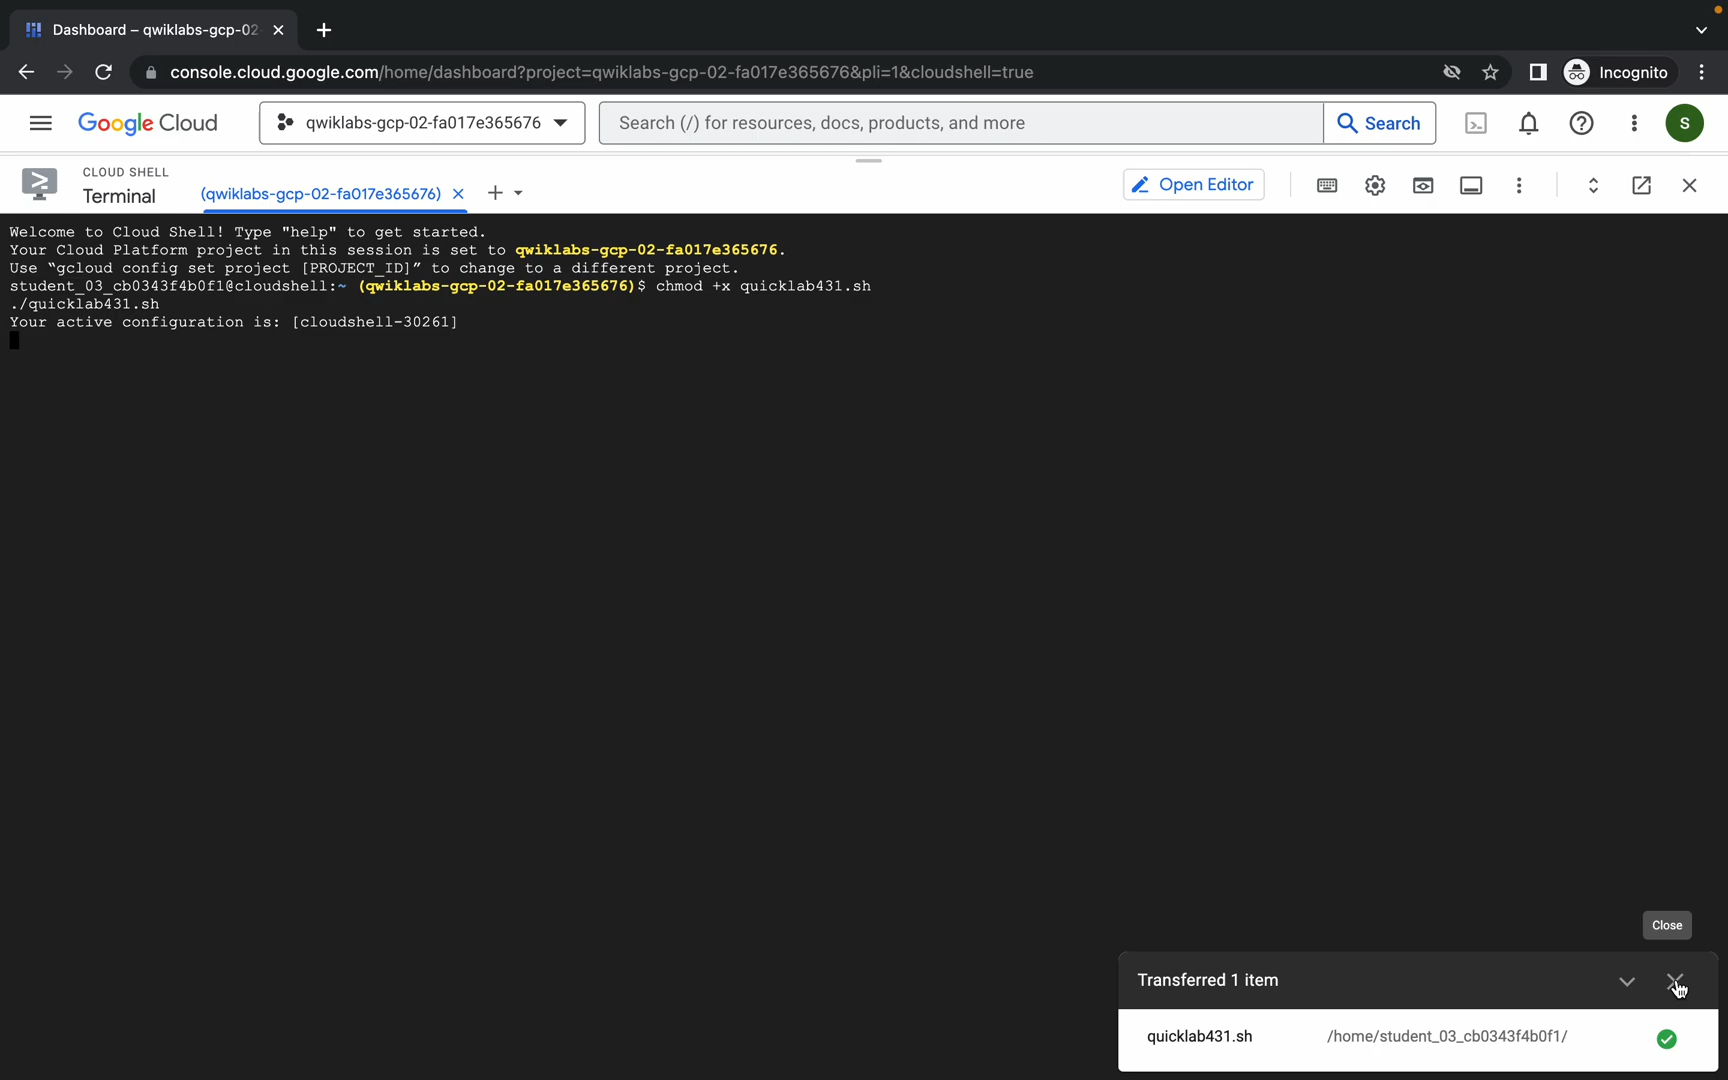 Dashboard – qwiklabs-gcp-02
console.cloud.google.com/home/dashboard?project=qwiklabs-gcp-02-fa017e365676&pli=1&cloudshell=true
Incognito
Google Cloud
qwiklabs-gcp-02-fa017e365676
Search (/) for resources, docs, products, and more
Search
S
CLOUD SHELL
Terminal
(qwiklabs-gcp-02-fa017e365676)
Open Editor
Welcome to Cloud Shell! Type "help" to get started.
Your Cloud Platform project in this session is set to qwiklabs-gcp-02-fa017e365676.
Use “gcloud config set project [PROJECT_ID]” to change to a different project.
student_03_cb0343f4b0f1@cloudshell:~ (qwiklabs-gcp-02-fa017e365676)$ chmod +x quicklab431.sh
./quicklab431.sh
Your active configuration is: [cloudshell-30261]
Close
Transferred 1 item
quicklab431.sh /home/student_03_cb0343f4b0f1/